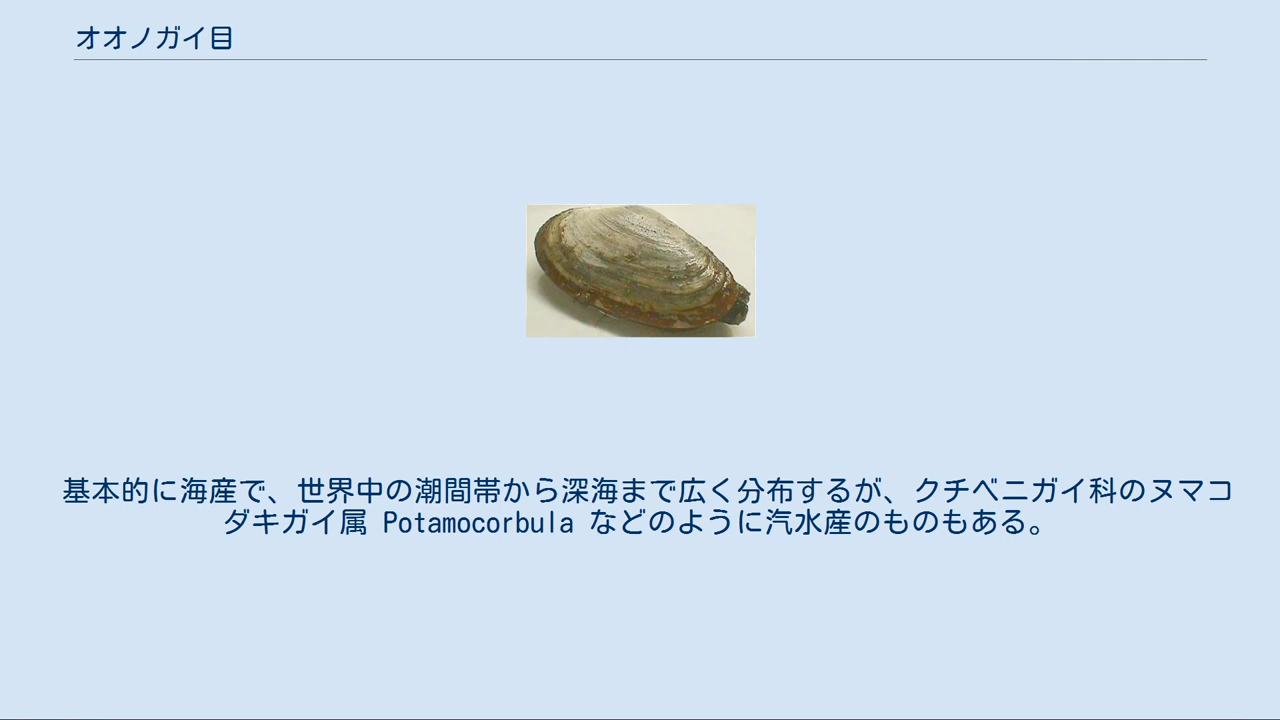 オオノガイ目
基本的に海産で、世界中の潮間帯から深海まで広く分布するが、クチベニガイ科のヌマコ
ダキガイ属 Potamocorbula などのように汽水産のものもある。